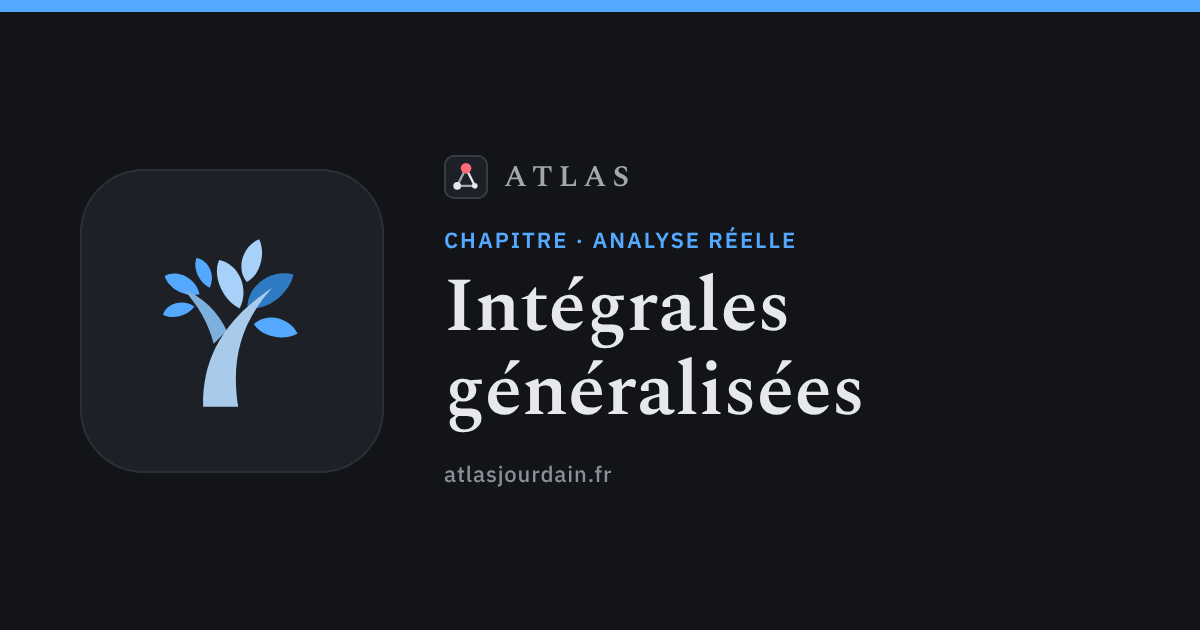 ATLAS
CHAPITRE · ANALYSE RÉELLE
Intégrales
généralisées
atlasjourdain.fr